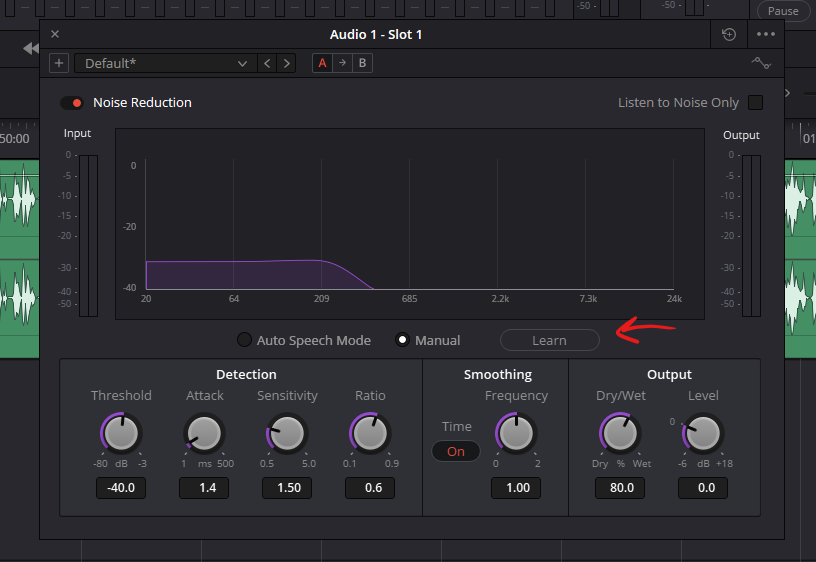 -50 -
-50 -
Pause
Audio 1 - Slot 1
Default*
A
B
Noise Reduction
Listen to Noise Only
50:00
01
Input
Output
0 -
-5 -
-10 -
-15 -
-20 -
-30 -
-40 -
-50 -
0
-20
-40
20 64 209 685 2.2k 7.3k 24k
0 -
-5 -
-10 -
-15 -
-20 -
-30 -
-40 -
-50 -
Auto Speech Mode
Manual
Learn
Detection
Threshold
Attack
Sensitivity
Ratio
-80 dB -3
1 ms 500
0.5 5.0
0.1 0.9
-40.0
1.4
1.50
0.6
Smoothing
Time
On
Frequency
0 2
1.00
Output
Dry/Wet
Level
0
Dry % Wet
-6 dB +18
80.0
0.0